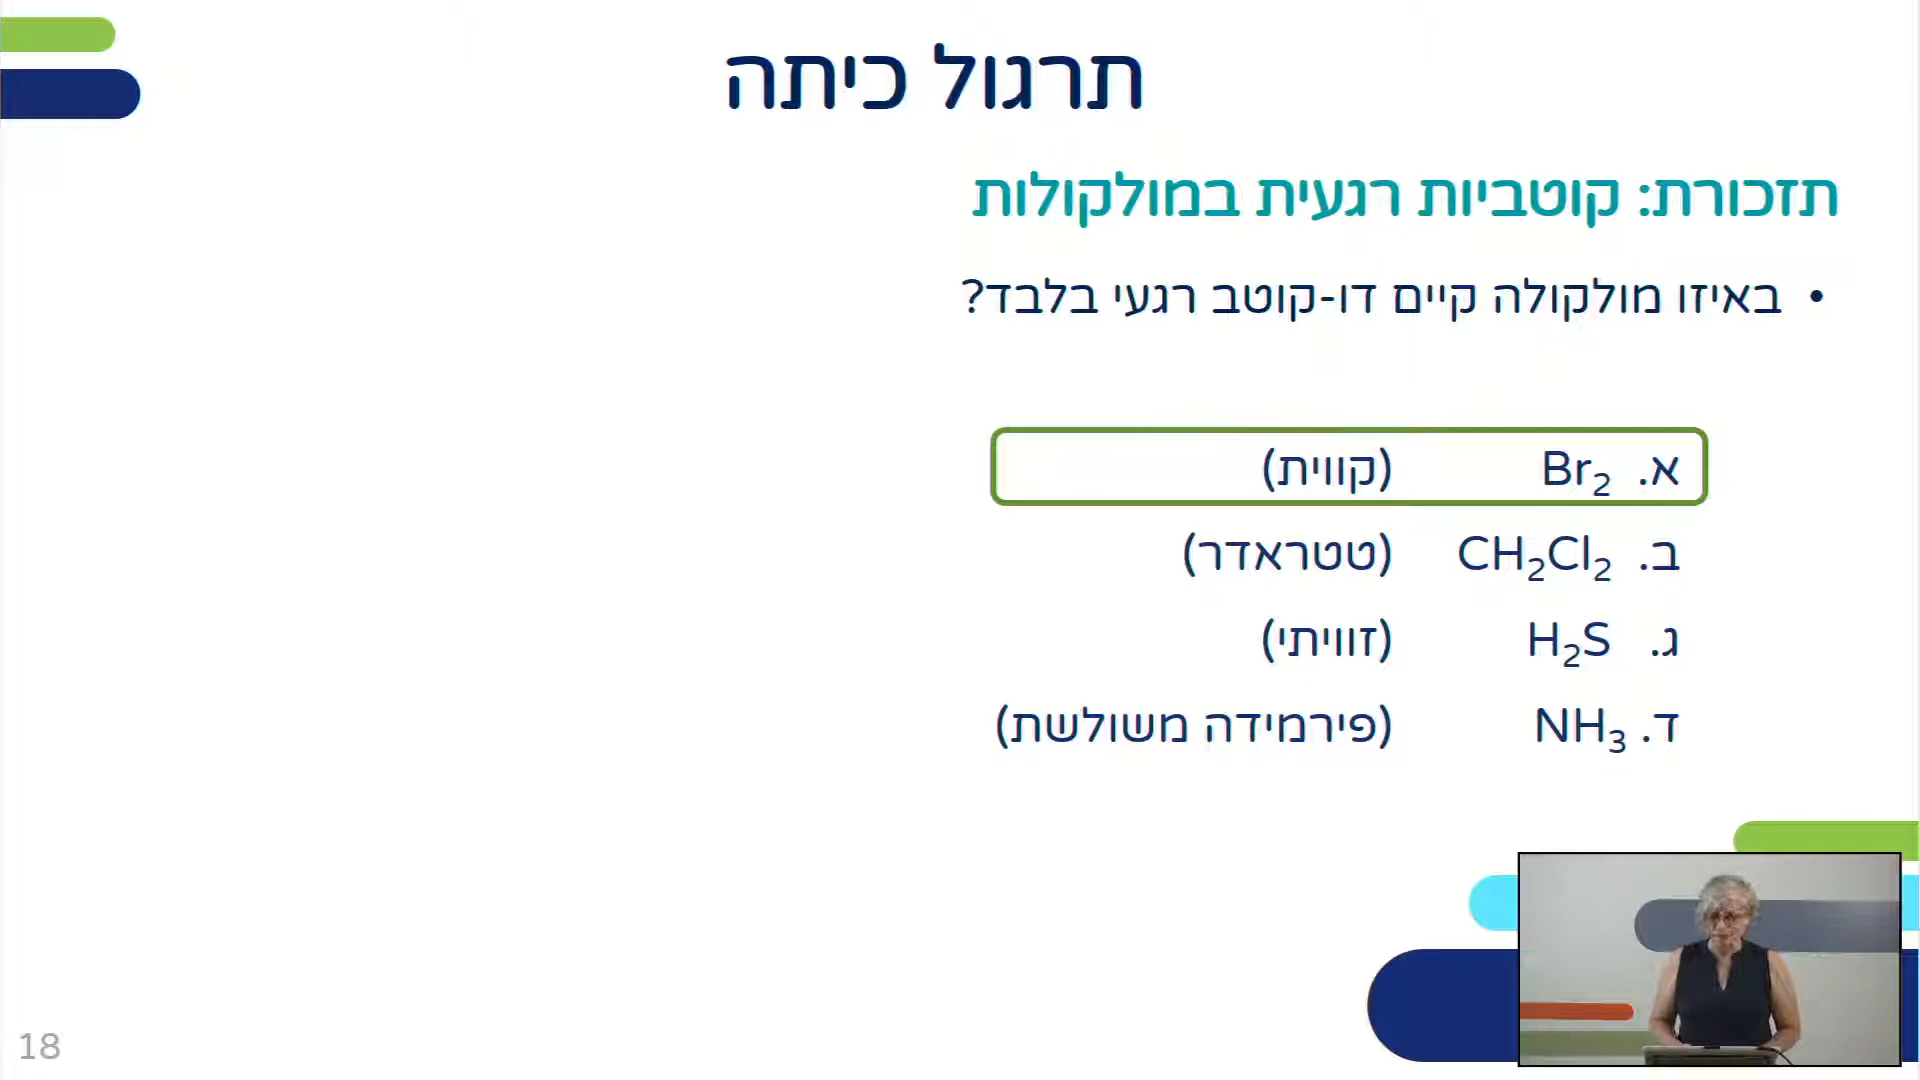 תרגול כיתה
תזכורת: קוטביות רגעית במולקולות
• באיזו מולקולה קיים דו-קוטב רגעי בלבד?
א. Br₂ (קווית)
ב. CH₂Cl₂ (טטראדר)
ג. H₂S (זוויתי)
ד. NH₃ (פירמידה משולשת)
18